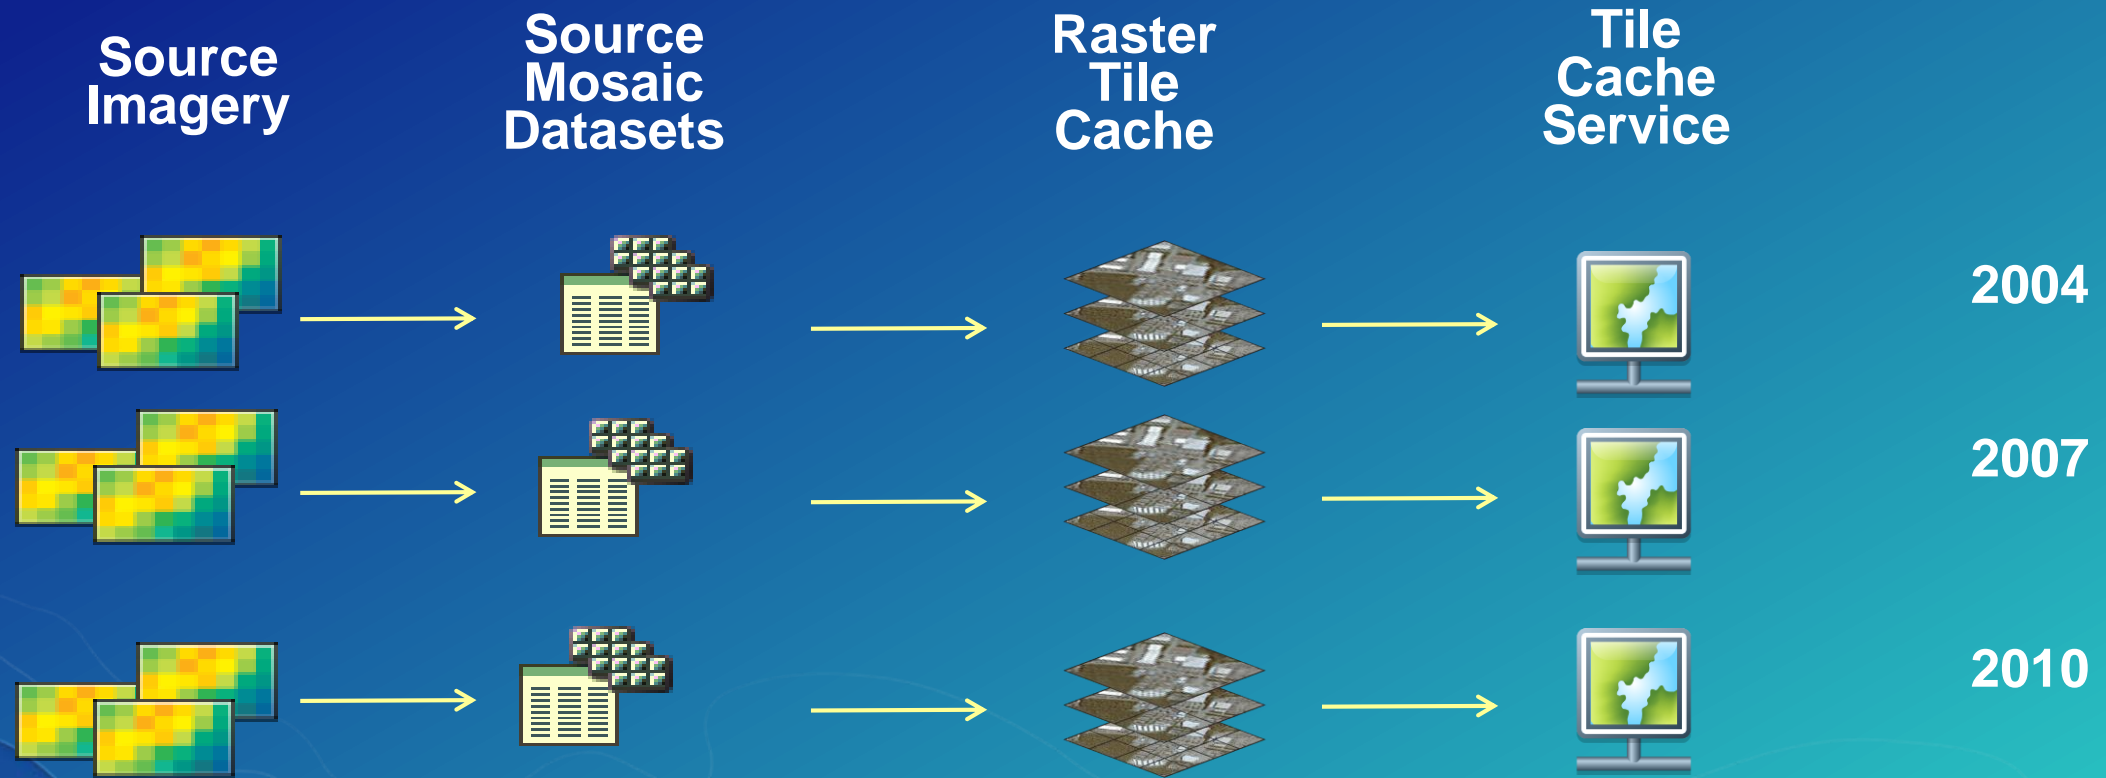 Source
Imagery
Source
Mosaic
Datasets
Raster
Tile
Cache
Tile
Cache
Service
2004
2007
2010